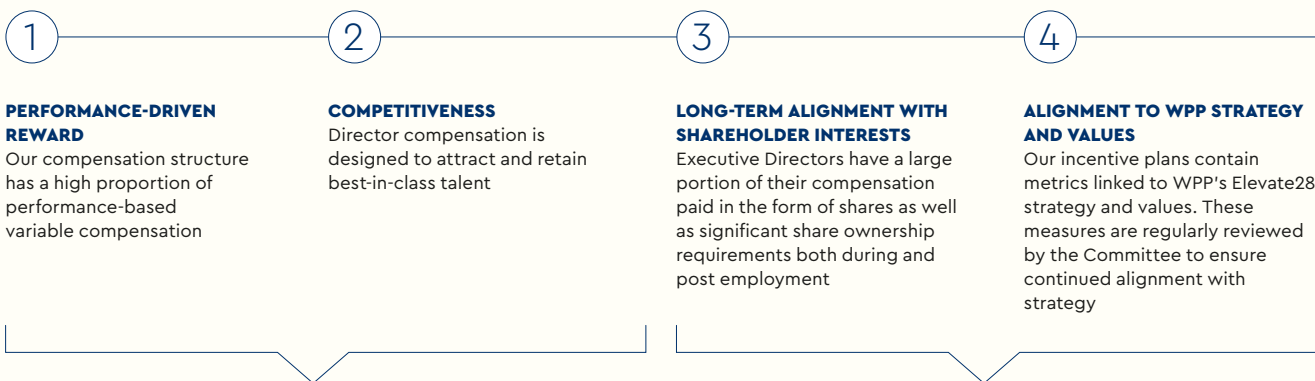 1
PERFORMANCE-DRIVEN
REWARD
Our compensation structure
has a high proportion of
performance-based
variable compensation
2
COMPETITIVENESS
Director compensation is
designed to attract and retain
best-in-class talent
3
LONG-TERM ALIGNMENT WITH
SHAREHOLDER INTERESTS
Executive Directors have a large
portion of their compensation
paid in the form of shares as well
as significant share ownership
requirements both during and
post employment
4
ALIGNMENT TO WPP STRATEGY
AND VALUES
Our incentive plans contain
metrics linked to WPP's Elevate28
strategy and values. These
measures are regularly reviewed
by the Committee to ensure
continued alignment with
strategy